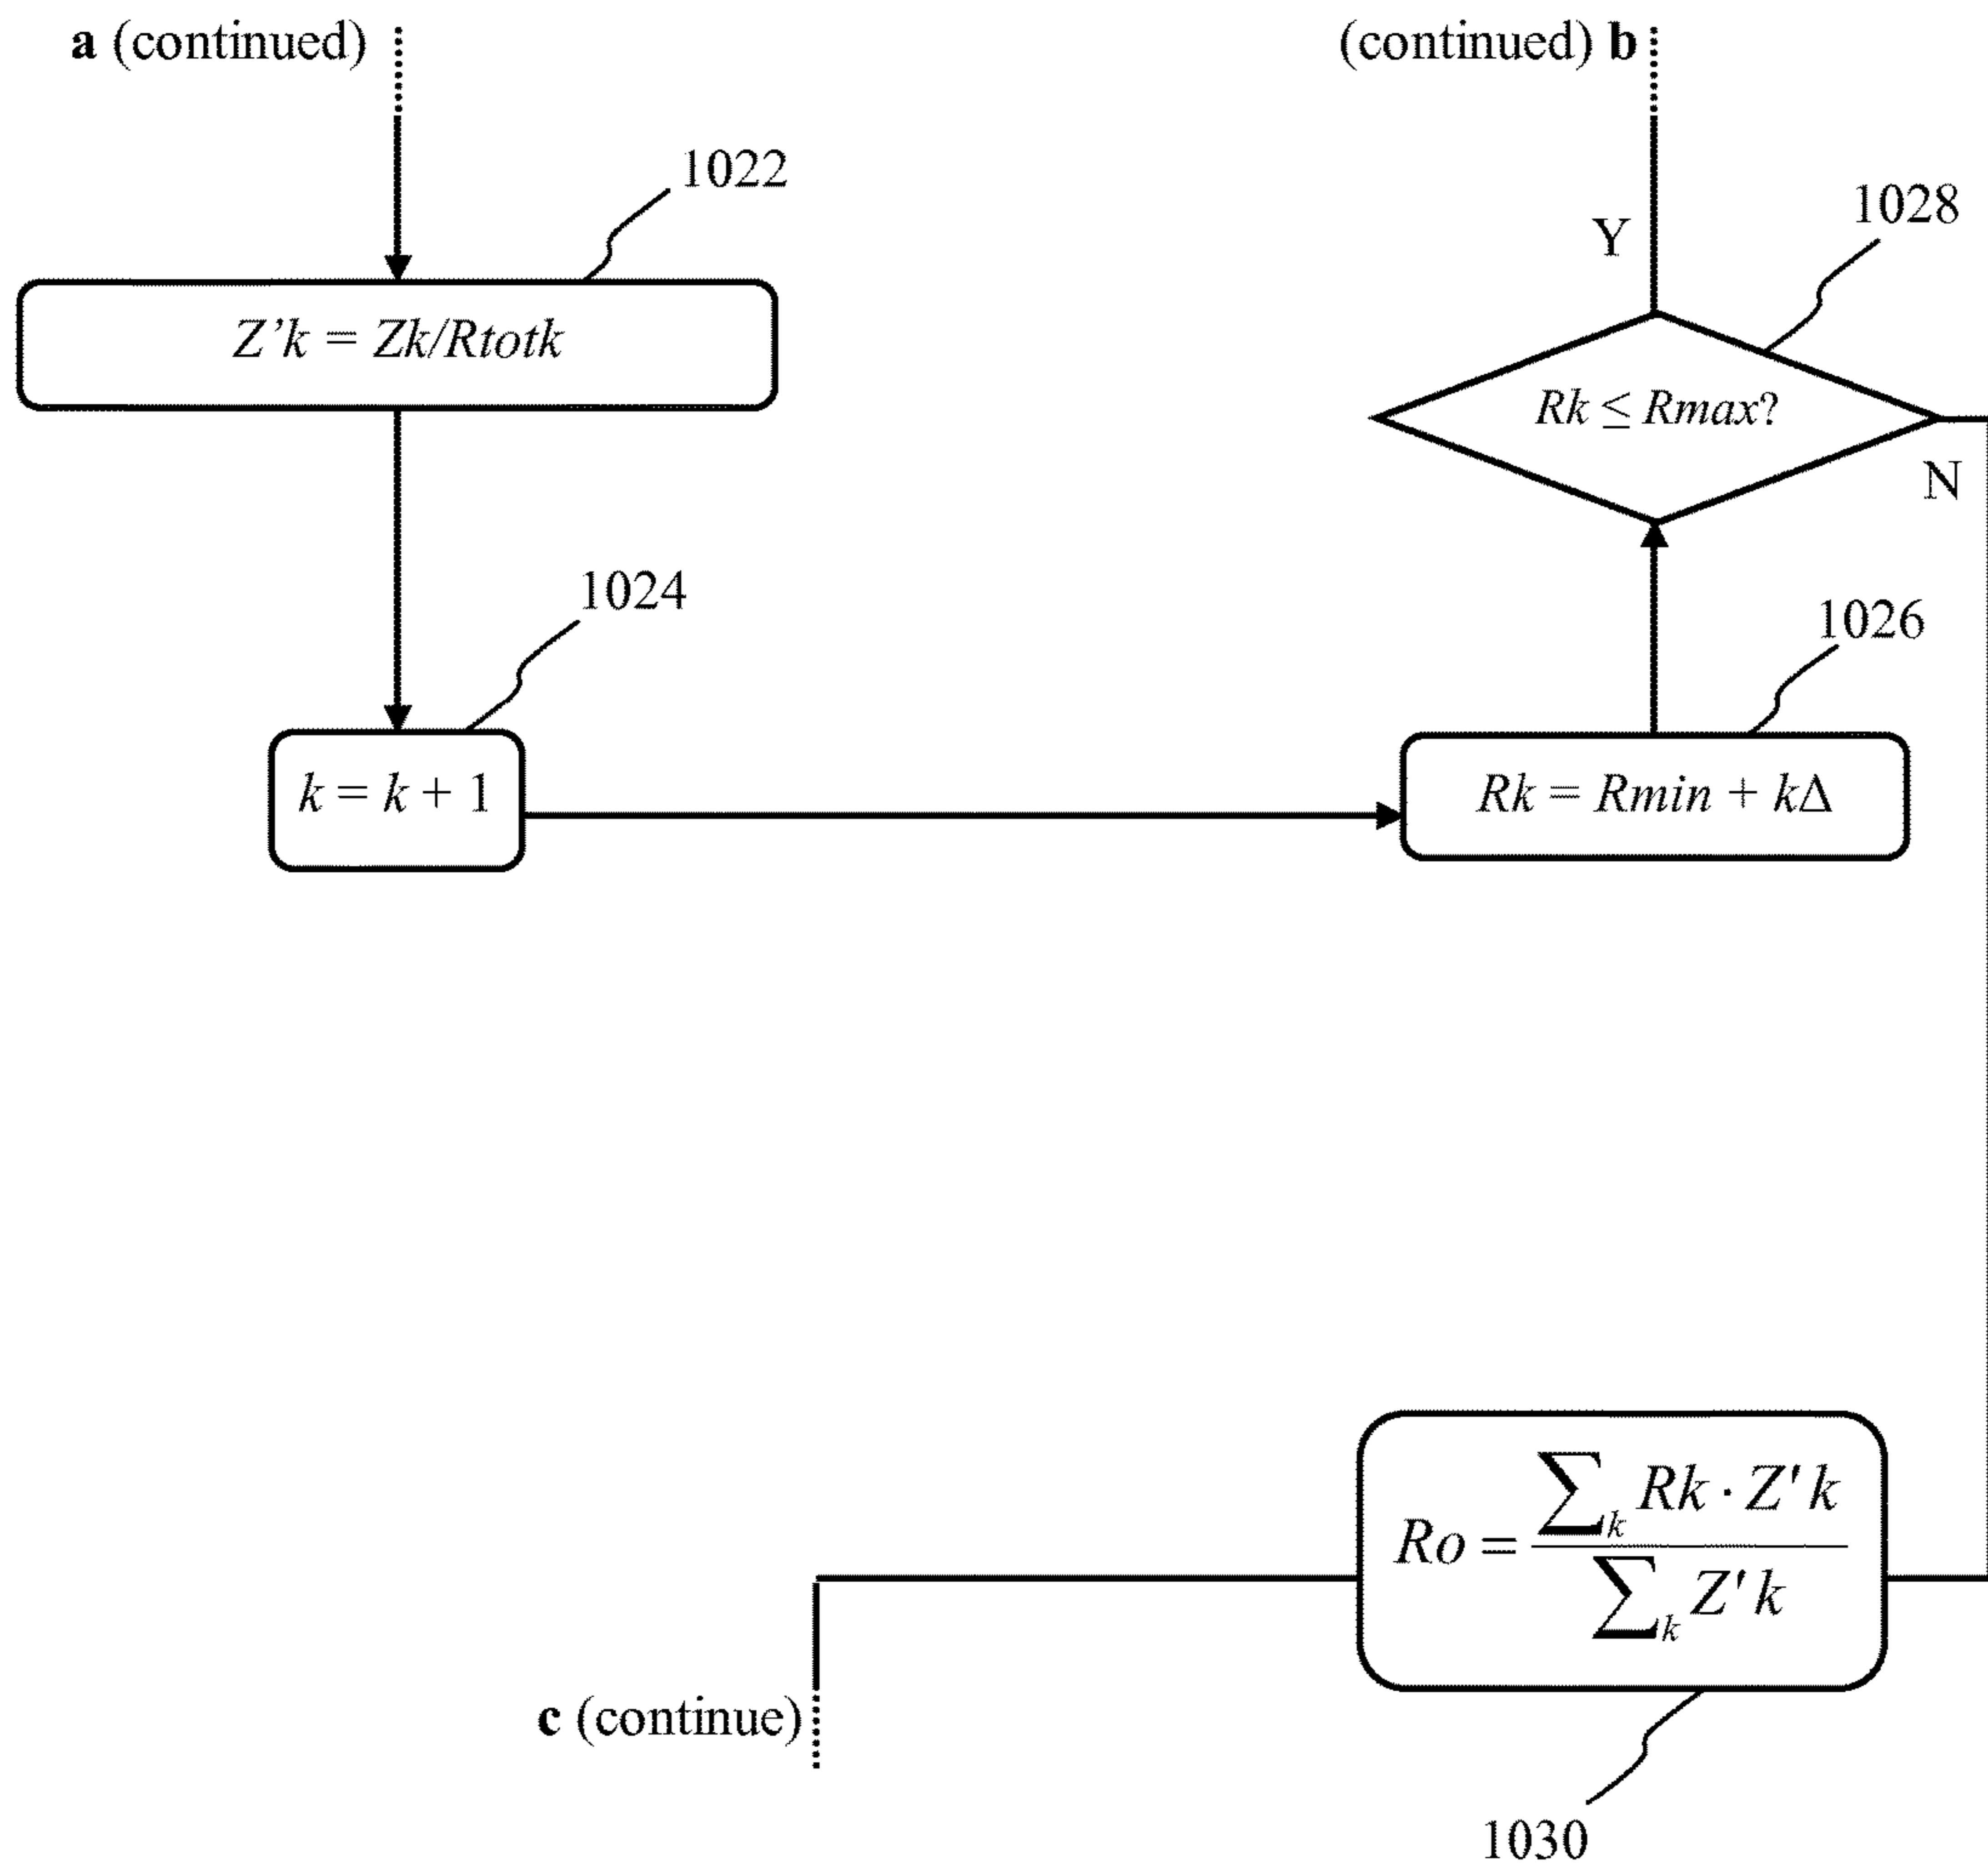 a (continued)
(continued) b
1022
1028
Y
Z’k = Zk/Rtotk
Rk ≤ Rmax?
N
1024
1026
k = k + 1
Rk = Rmin + kΔ
Ro = ∑k Rk · Z'k / ∑k Z'k
c (continue)
1030